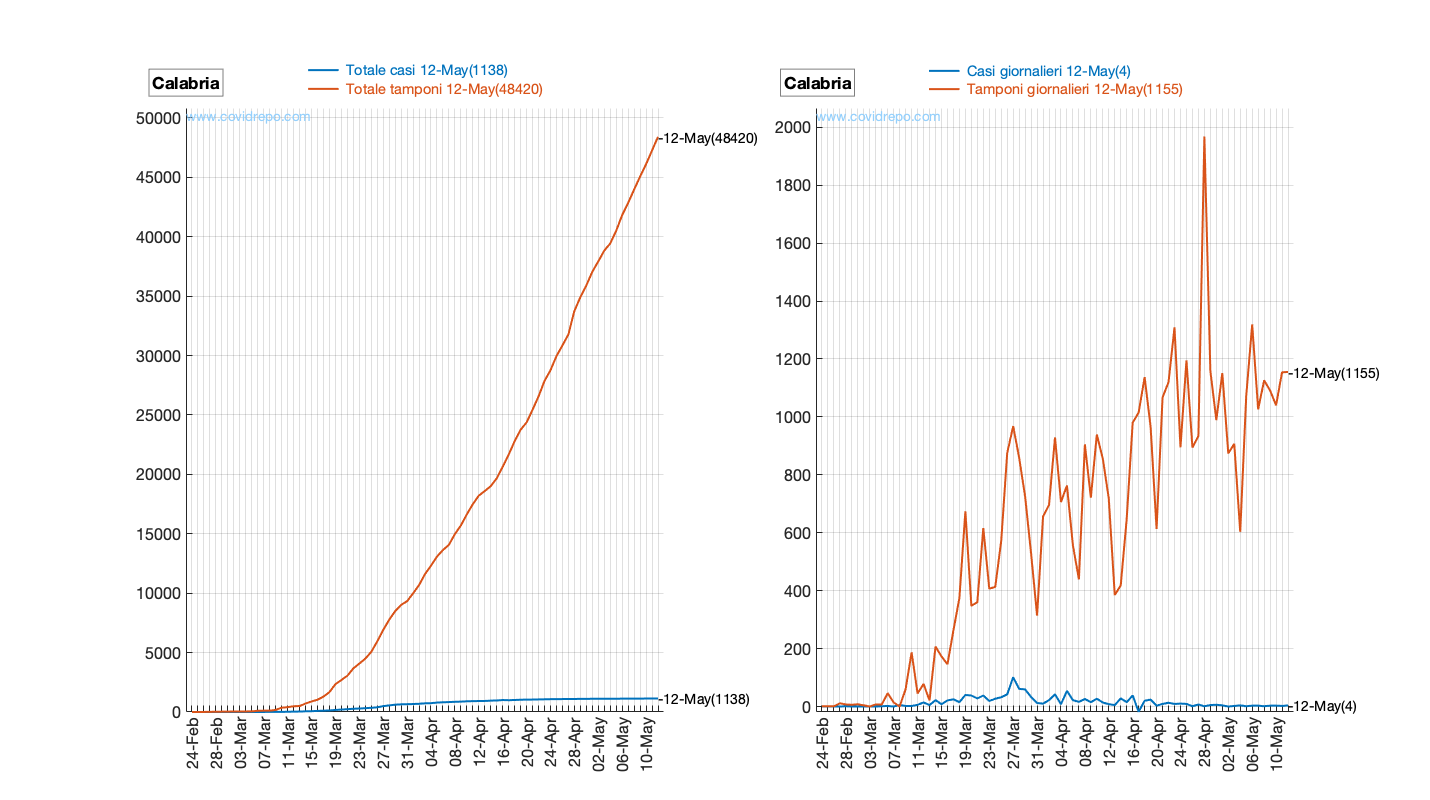 Calabria
Totale casi 12-May(1138)
Totale tamponi 12-May(48420)
www.covidrepo.com
50000
45000
40000
35000
30000
25000
20000
15000
10000
5000
0
12-May(48420)
12-May(1138)
24-Feb
28-Feb
03-Mar
07-Mar
11-Mar
15-Mar
19-Mar
23-Mar
27-Mar
31-Mar
04-Apr
08-Apr
12-Apr
16-Apr
20-Apr
24-Apr
28-Apr
02-May
06-May
10-May
Calabria
Casi giornalieri 12-May(4)
Tamponi giornalieri 12-May(1155)
www.covidrepo.com
2000
1800
1600
1400
1200
1000
800
600
400
200
0
12-May(1155)
12-May(4)
24-Feb
28-Feb
03-Mar
07-Mar
11-Mar
15-Mar
19-Mar
23-Mar
27-Mar
31-Mar
04-Apr
08-Apr
12-Apr
16-Apr
20-Apr
24-Apr
28-Apr
02-May
06-May
10-May